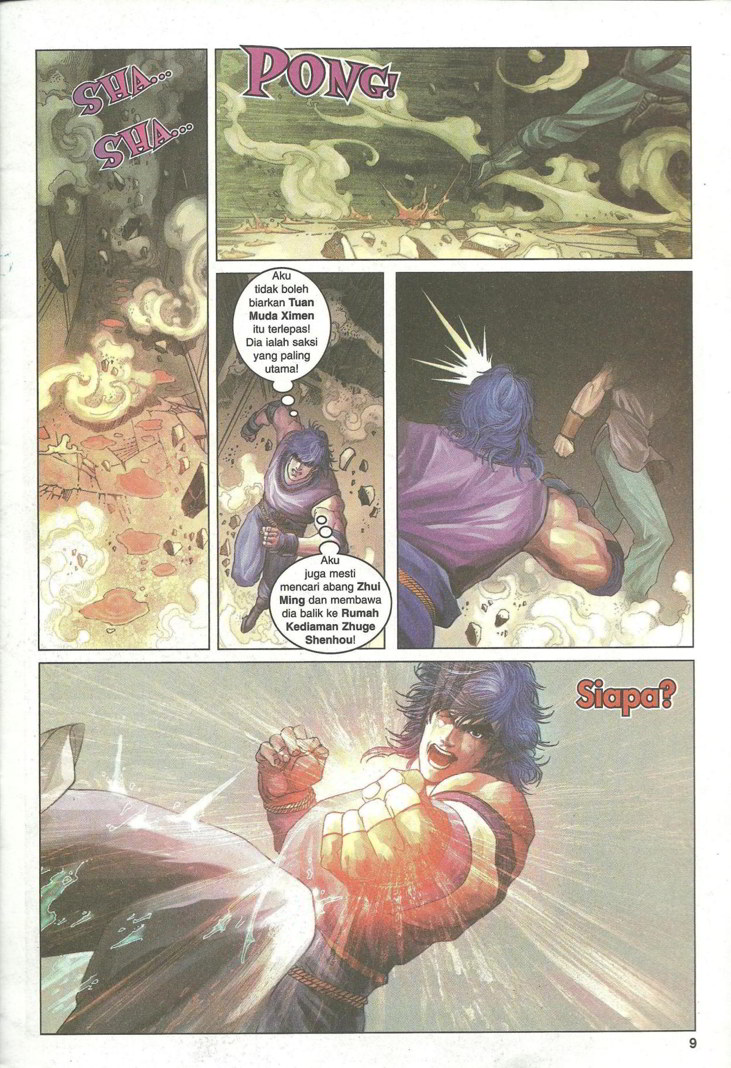 SHA...
SHA...
PONG!
Aku
tidak boleh
biarkan Tuan
Muda Ximen
itu terlepas!
Dia ialah saksi
yang paling
utama!
Aku
juga mesti
mencari abang Zhui
Ming dan membawa
dia balik ke Rumah
Kediaman Zhuge
Shenhou!
Siapa?
9